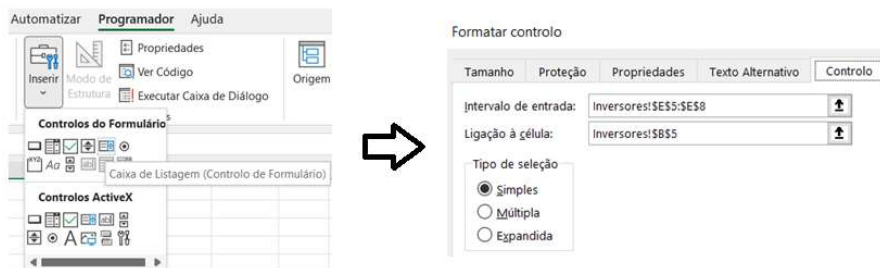 Automatizar Programador Ajuda
Inserir
Modo de Estrutura
Propriedades
Ver Código
Executar Caixa de Diálogo
Origem
s
Controlos do Formulário
Aa
Caixa de Listagem (Controlo de Formulário)
Controlos ActiveX
A
Formatar controlo
Tamanho Proteção Propriedades Texto Alternativo Controlo
Intervalo de entrada: Inversores!$E$5:$E$8
Ligação à célula: Inversores!$B$5
Tipo de seleção
Simples
Múltipla
Expandida